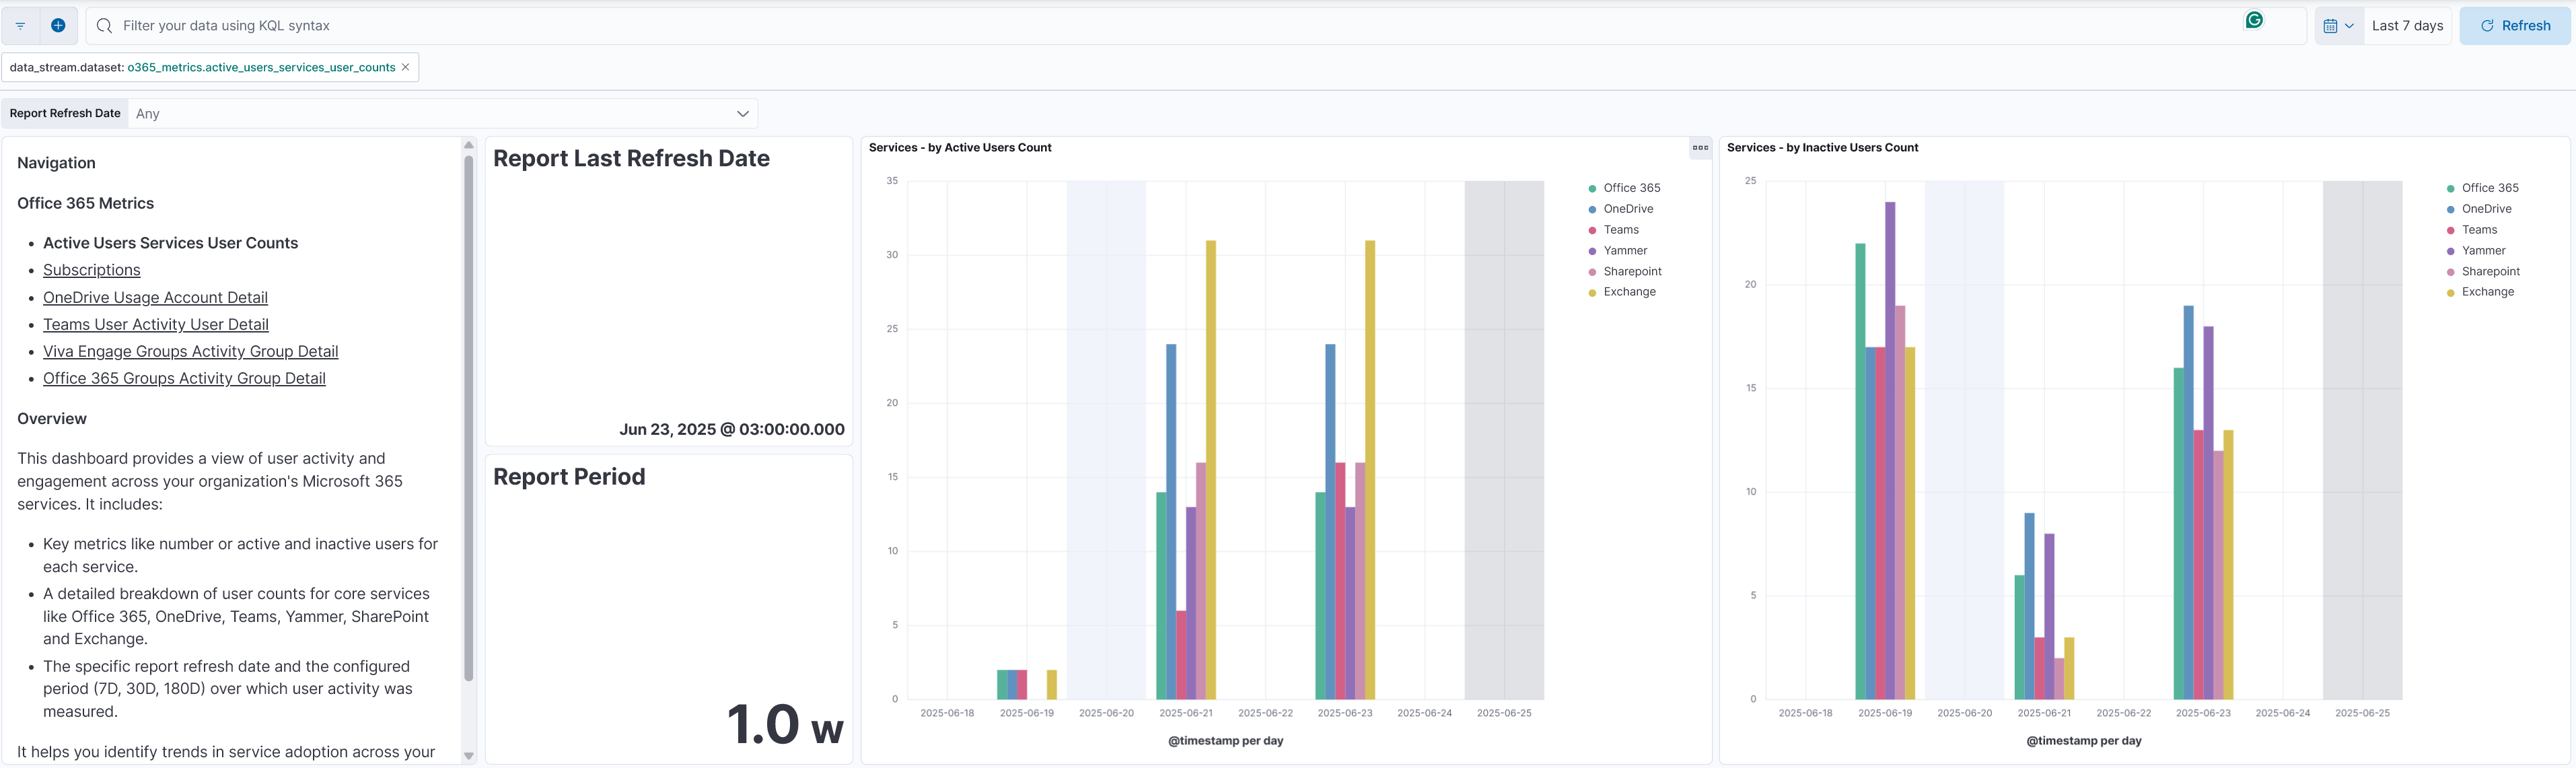 Filter your data using KQL syntax
Last 7 days
Refresh
data_stream.dataset: o365_metrics.active_users_services_user_counts ×
Report Refresh Date
Any
Navigation
Office 365 Metrics
• Active Users Services User Counts
• Subscriptions
• OneDrive Usage Account Detail
• Teams User Activity User Detail
• Viva Engage Groups Activity Group Detail
• Office 365 Groups Activity Group Detail
Overview
This dashboard provides a view of user activity and
engagement across your organization's Microsoft 365
services. It includes:
• Key metrics like number or active and inactive users for
each service.
• A detailed breakdown of user counts for core services
like Office 365, OneDrive, Teams, Yammer, SharePoint
and Exchange.
• The specific report refresh date and the configured
period (7D, 30D, 180D) over which user activity was
measured.
It helps you identify trends in service adoption across your
Report Last Refresh Date
Jun 23, 2025 @ 03:00:00.000
Report Period
1.0 w
Services - by Active Users Count
35
30
25
20
15
10
5
0
2025-06-18
2025-06-19
2025-06-20
2025-06-21
2025-06-22
2025-06-23
2025-06-24
2025-06-25
@timestamp per day
Office 365
OneDrive
Teams
Yammer
Sharepoint
Exchange
Services - by Inactive Users Count
25
20
15
10
5
0
2025-06-18
2025-06-19
2025-06-20
2025-06-21
2025-06-22
2025-06-23
2025-06-24
2025-06-25
@timestamp per day
Office 365
OneDrive
Teams
Yammer
Sharepoint
Exchange